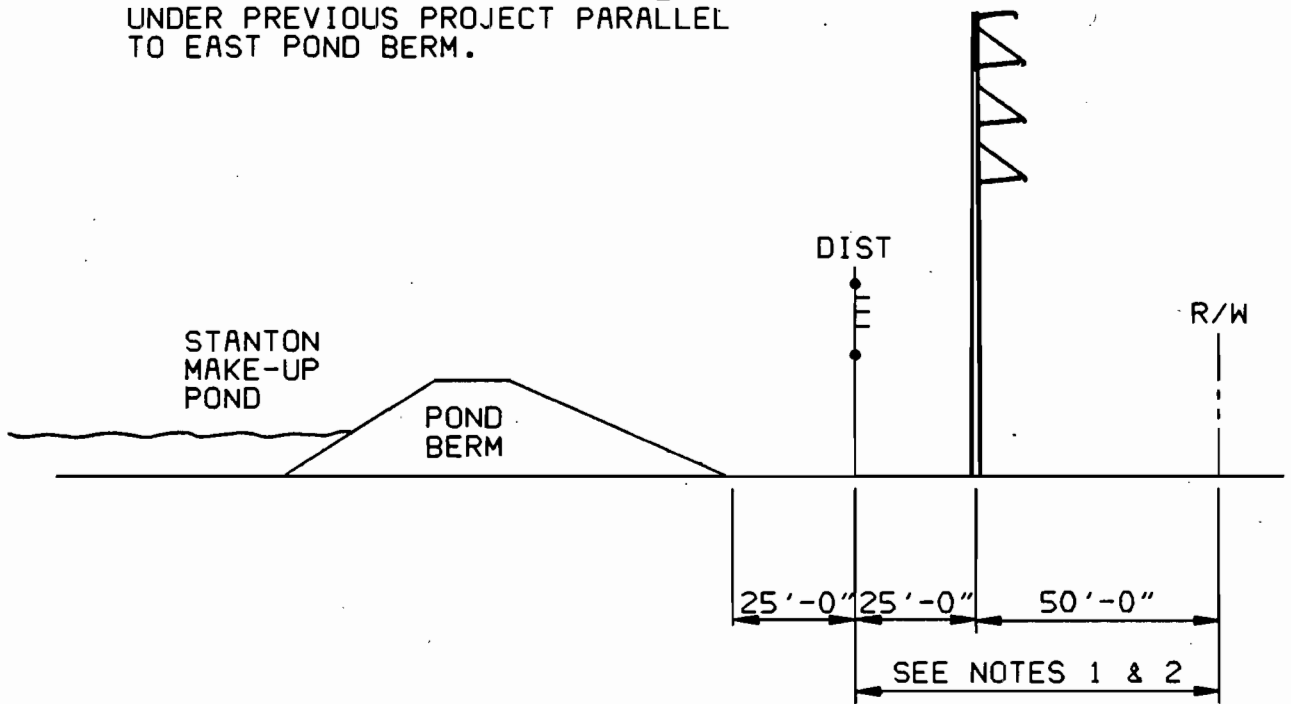 UNDER PREVIOUS PROJECT PARALLEL
TO EAST POND BERM.
DIST
R/W
STANTON
MAKE-UP
POND
POND
BERM
25'-0" 25'-0" 50'-0"
SEE NOTES 1 & 2